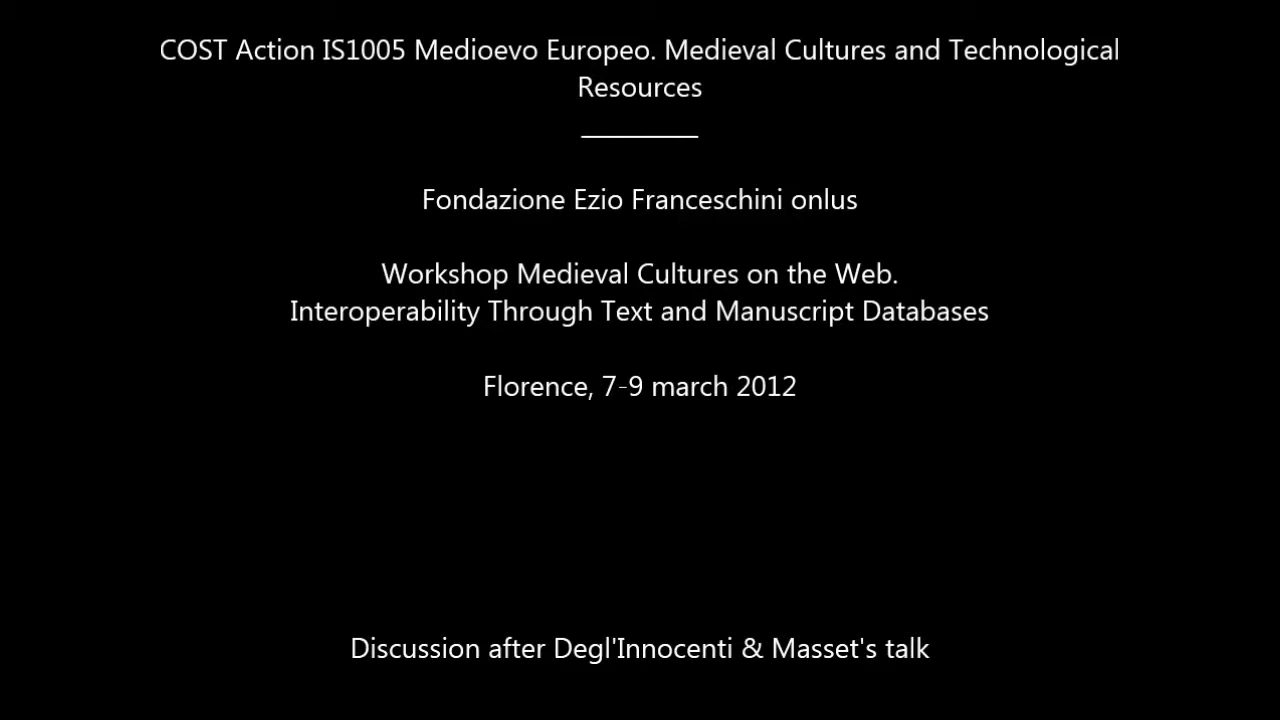 COST Action IS1005 Medioevo Europeo. Medieval Cultures and Technological
Resources
Fondazione Ezio Franceschini onlus
Workshop Medieval Cultures on the Web.
Interoperability Through Text and Manuscript Databases
Florence, 7-9 march 2012
Discussion after Degl'Innocenti & Masset's talk